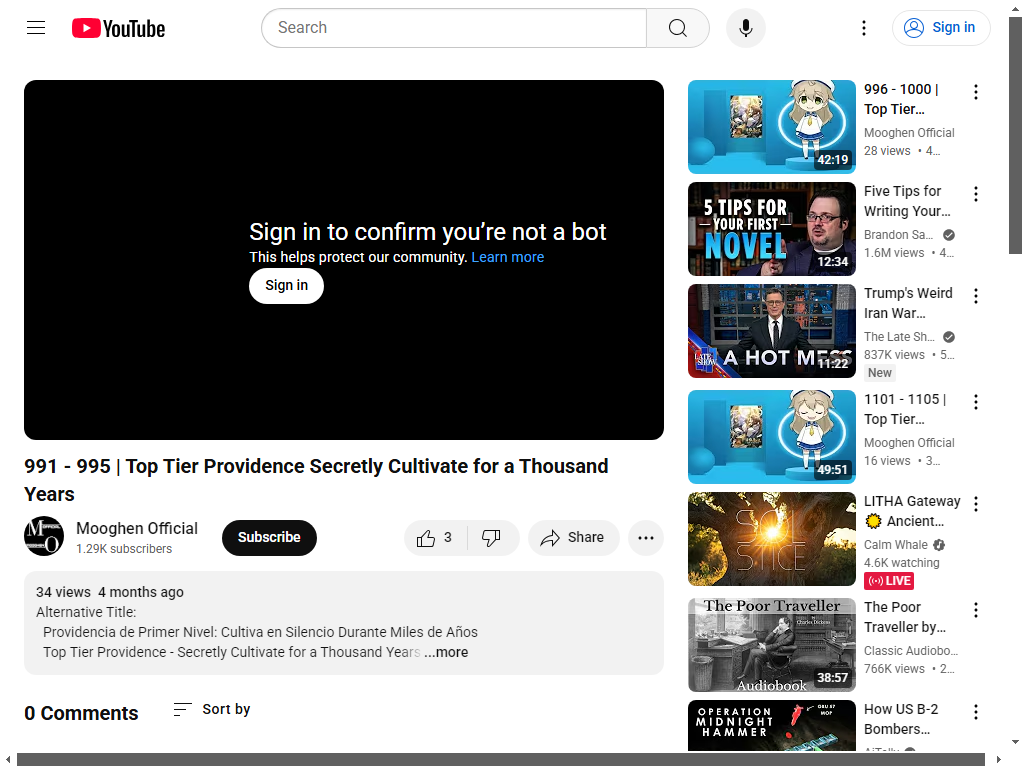 YouTube
Search
Sign in
Sign in to confirm you're not a bot
This helps protect our community. Learn more
Sign in
991 - 995 | Top Tier Providence Secretly Cultivate for a Thousand
Years
Mooghen Official
1.29K subscribers
Subscribe
3
Share
34 views 4 months ago
Alternative Title:
Providencia de Primer Nivel: Cultiva en Silencio Durante Miles de Años
Top Tier Providence - Secretly Cultivate for a Thousand Years ...more
0 Comments
Sort by
42:19
996 - 1000 |
Top Tier...
Mooghen Official
28 views • 4...
5 TIPS FOR
YOUR FIRST
NOVEL
12:34
Five Tips for
Writing Your...
Brandon Sa...
1.6M views • 4...
LATE SHOW
A HOT MESS
11:22
Trump's Weird
Iran War...
The Late Sh...
837K views • 5...
New
49:51
1101 - 1105 |
Top Tier...
Mooghen Official
16 views • 3...
SOL
STICE
LITHA Gateway
Ancient...
Calm Whale
4.6K watching
LIVE
The Poor Traveller
by Charles Dickens
Audiobook
38:57
The Poor
Traveller by...
Classic Audiobo...
766K views • 2...
OPERATION
MIDNIGHT
HAMMER
GBU 57
MOP
How US B-2
Bombers...